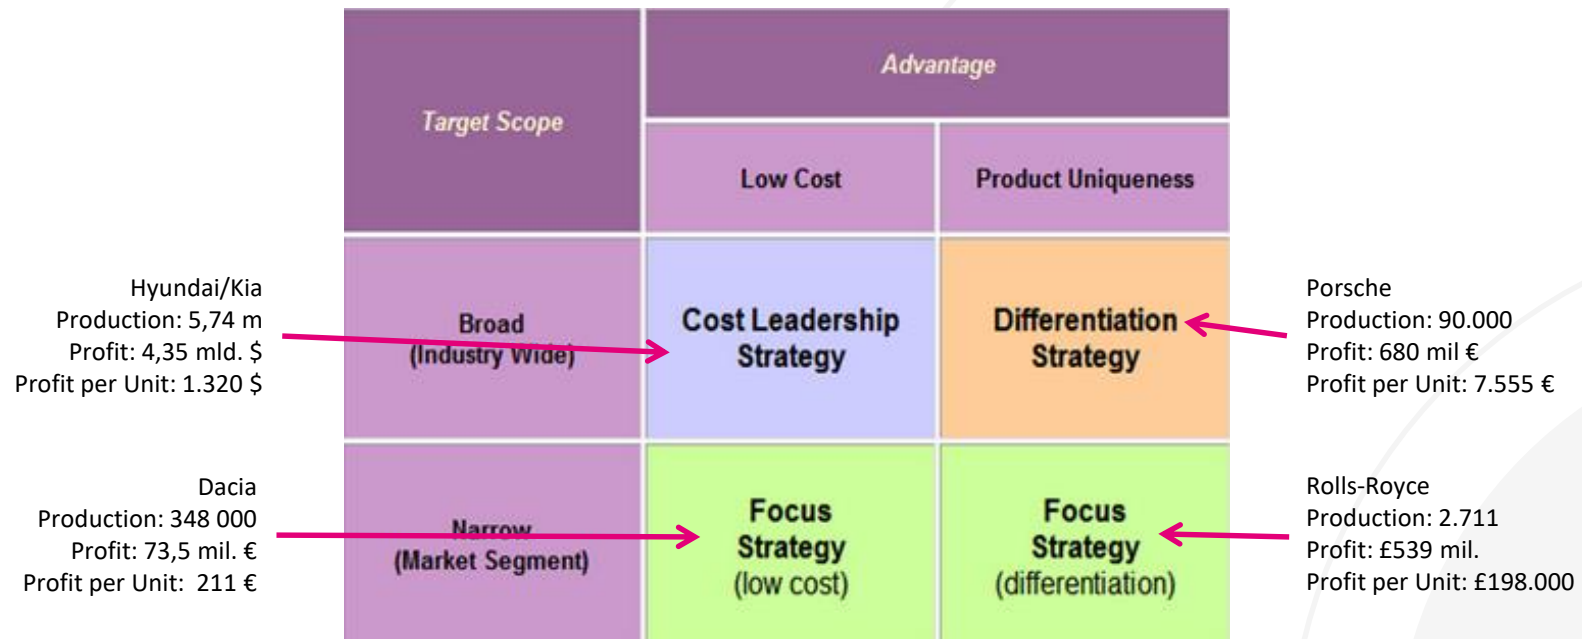 Target Scope
Advantage
Low Cost
Product Uniqueness
Hyundai/Kia
Production: 5,74 m
Profit: 4,35 mld. $
Profit per Unit: 1.320 $
Broad
(Industry Wide)
Cost Leadership
Strategy
Differentiation
Strategy
Porsche
Production: 90.000
Profit: 680 mil €
Profit per Unit: 7.555 €
Dacia
Production: 348 000
Profit: 73,5 mil. €
Profit per Unit:  211 €
Narrow
(Market Segment)
Focus
Strategy
(low cost)
Focus
Strategy
(differentiation)
Rolls-Royce
Production: 2.711
Profit: £539 mil.
Profit per Unit: £198.000